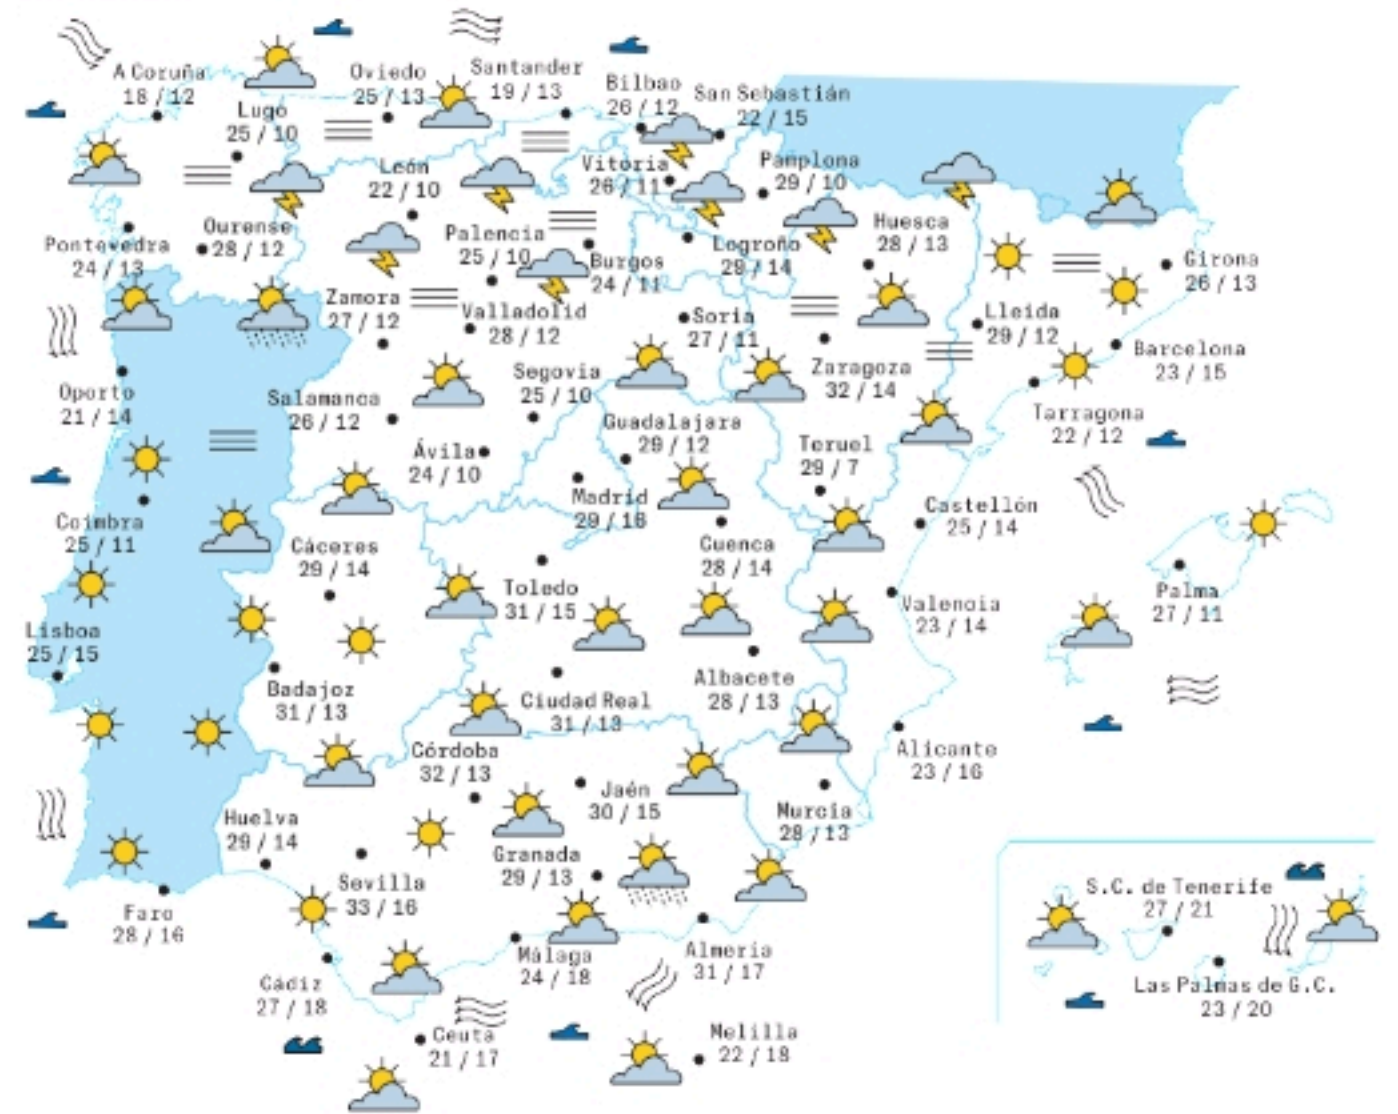 A Coruña
18 / 12
Oviedo
25 / 13
Santander
19 / 13
Bilbao
26 / 12
San Sebastián
22 / 15
Lugo
25 / 10
León
22 / 10
Vitoria
26 / 11
Pamplona
29 / 10
Pontevedra
24 / 13
Ourense
28 / 12
Palencia
25 / 10
Burgos
24 / 11
Logroño
29 / 14
Huesca
28 / 13
Girona
26 / 13
Zamora
27 / 12
Valladolid
28 / 12
Soria
27 / 11
Lleida
29 / 12
Zaragoza
32 / 14
Barcelona
23 / 15
Oporto
21 / 14
Salamanca
26 / 12
Segovia
25 / 10
Guadalajara
29 / 12
Tarragona
22 / 12
Ávila
24 / 10
Teruel
29 / 7
Madrid
29 / 16
Castellón
25 / 14
Coimbra
25 / 11
Cáceres
29 / 14
Cuenca
28 / 14
Toledo
31 / 15
Valencia
23 / 14
Palma
27 / 11
Lisboa
25 / 15
Badajoz
31 / 13
Ciudad Real
31 / 13
Albacete
28 / 13
Alicante
23 / 16
Córdoba
32 / 13
Jaén
30 / 15
Murcia
28 / 13
Huelva
29 / 14
Granada
29 / 13
Sevilla
33 / 16
Faro
28 / 16
Málaga
24 / 18
Almería
31 / 17
Cádiz
27 / 18
Ceuta
21 / 17
Melilla
22 / 18
S.C. de Tenerife
27 / 21
Las Palmas de G.C.
23 / 20